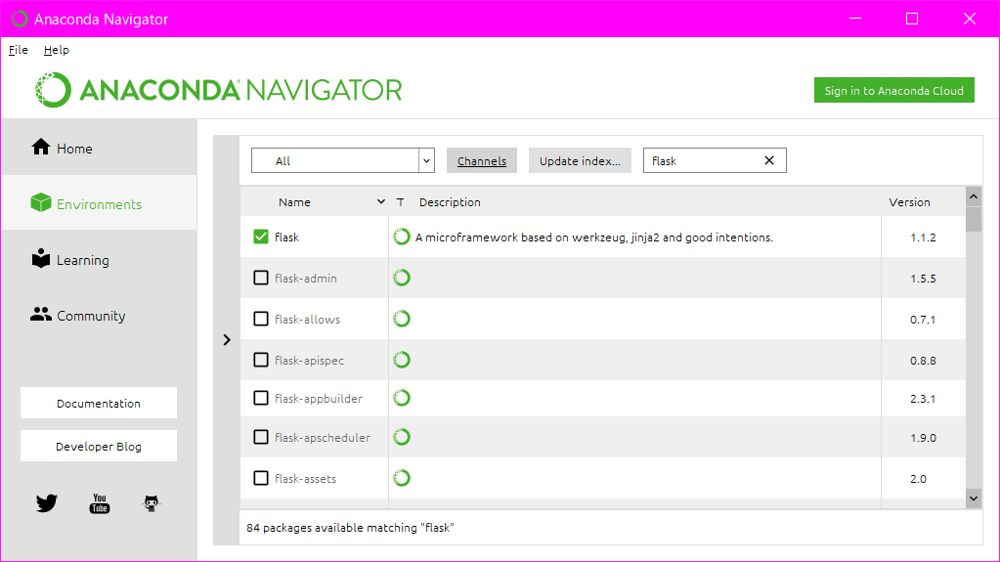 Anaconda Navigator
File Help
ANACONDA NAVIGATOR
Sign in to Anaconda Cloud
Home
Environments
Learning
Community
Documentation
Developer Blog
You Tube
All Channels Update index... flask
Name T Description Version
flask A microframework based on werkzeug, jinja2 and good intentions. 1.1.2
flask-admin 1.5.5
flask-allows 0.7.1
flask-apispec 0.8.8
flask-appbuilder 2.3.1
flask-apscheduler 1.9.0
flask-assets 2.0
84 packages available matching "flask"